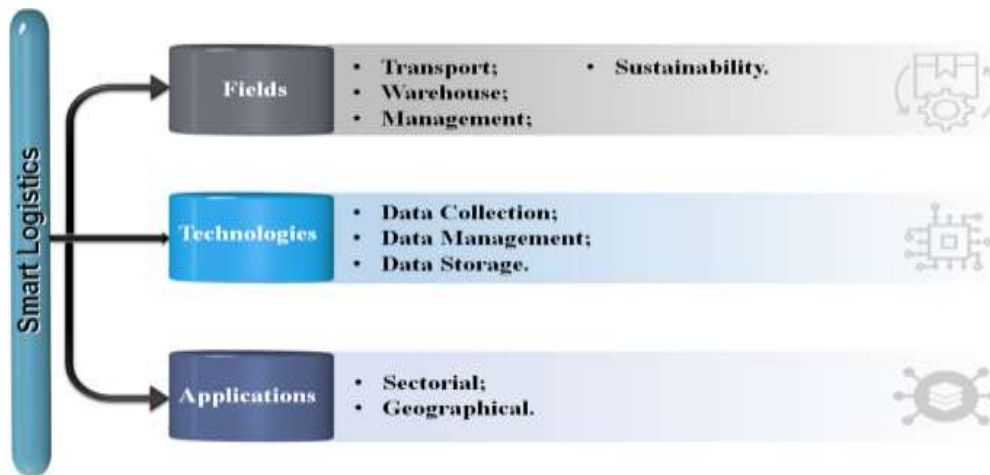 Smart Logistics
Fields
• Transport;
• Warehouse;
• Management;
• Sustainability.
Technologies
• Data Collection;
• Data Management;
• Data Storage.
Applications
• Sectorial;
• Geographical.